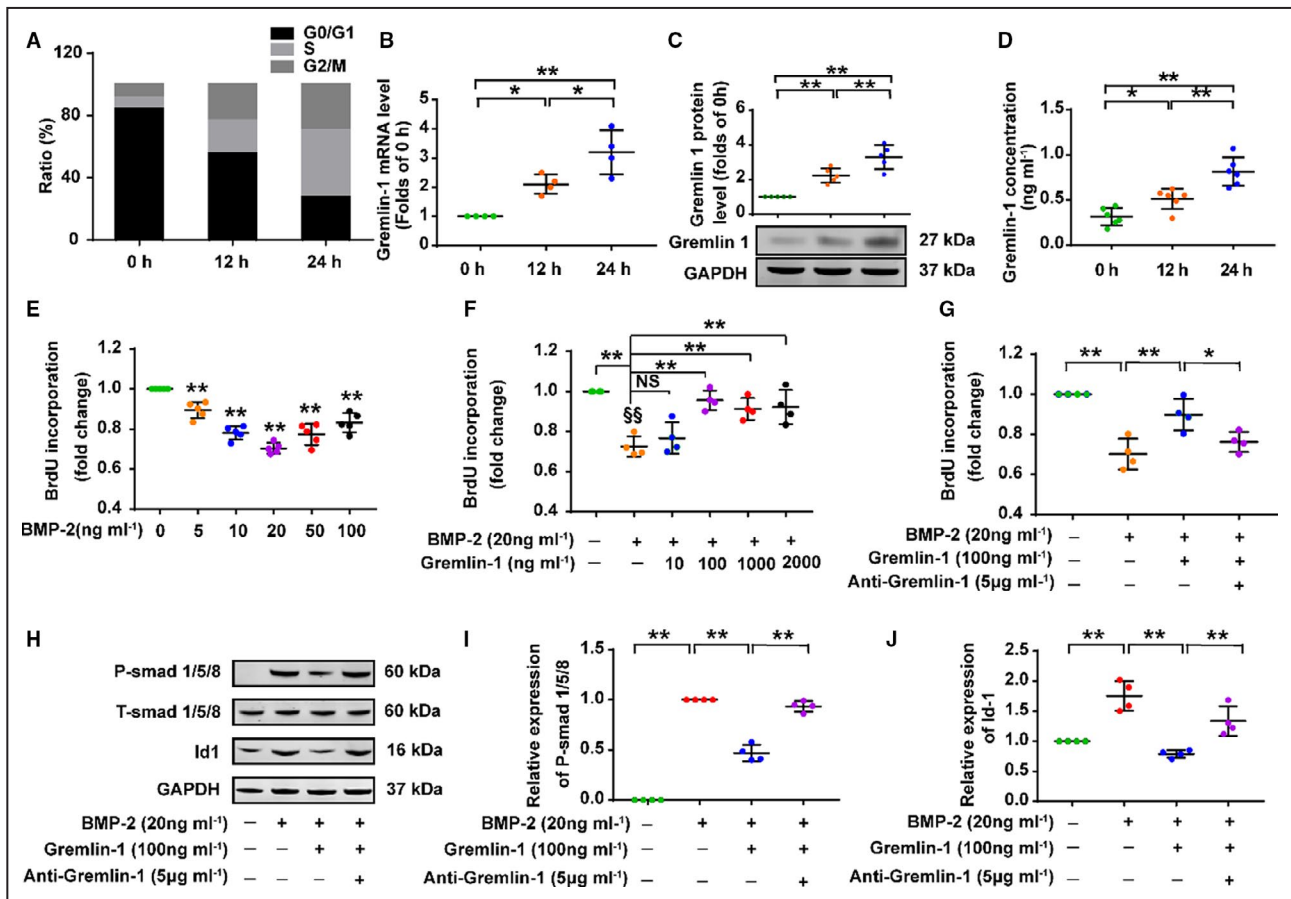 A
G0/G1
S
G2/M
Ratio (%)
120
80
40
0
0 h
12 h
24 h
B
Gremlin-1 mRNA level
(Folds of 0 h)
5
4
3
2
1
0
**
*
*
0 h
12 h
24 h
C
Gremlin 1 protein
level (folds of 0h)
6
4
2
0
**
**
**
Gremlin 1
27 kDa
GAPDH
37 kDa
D
Gremlin-1 concentration
(ng ml-1)
1.5
1.0
0.5
0.0
**
*
**
0 h
12 h
24 h
E
BrdU incorporation
(fold change)
1.2
1.0
0.8
0.6
0.4
**
**
**
**
**
BMP-2(ng ml-1)
0
5
10
20
50
100
F
BrdU incorporation
(fold change)
1.2
1.0
0.8
0.6
0.4
**
**
**
**
NS
§§
BMP-2 (20ng ml-1) – + + + + +
Gremlin-1 (ng ml-1) – – 10 100 1000 2000
G
BrdU incorporation
(fold change)
1.2
1.0
0.8
0.6
0.4
**
**
*
BMP-2 (20ng ml-1) – + + +
Gremlin-1 (100ng ml-1) – – + +
Anti-Gremlin-1 (5µg ml-1) – – – +
H
P-smad 1/5/8
60 kDa
T-smad 1/5/8
60 kDa
Id1
16 kDa
GAPDH
37 kDa
BMP-2 (20ng ml-1) – + + +
Gremlin-1 (100ng ml-1) – – + +
Anti-Gremlin-1 (5µg ml-1) – – – +
I
Relative expression
of P-smad 1/5/8
1.5
1.0
0.5
0.0
**
**
**
BMP-2 (20ng ml-1) – + + +
Gremlin-1 (100ng ml-1) – – + +
Anti-Gremlin-1 (5µg ml-1) – – – +
J
Relative expression
of Id-1
2.5
2.0
1.5
1.0
0.5
0.0
**
**
**
BMP-2 (20ng ml-1) – + + +
Gremlin-1 (100ng ml-1) – – + +
Anti-Gremlin-1 (5µg ml-1) – – – +